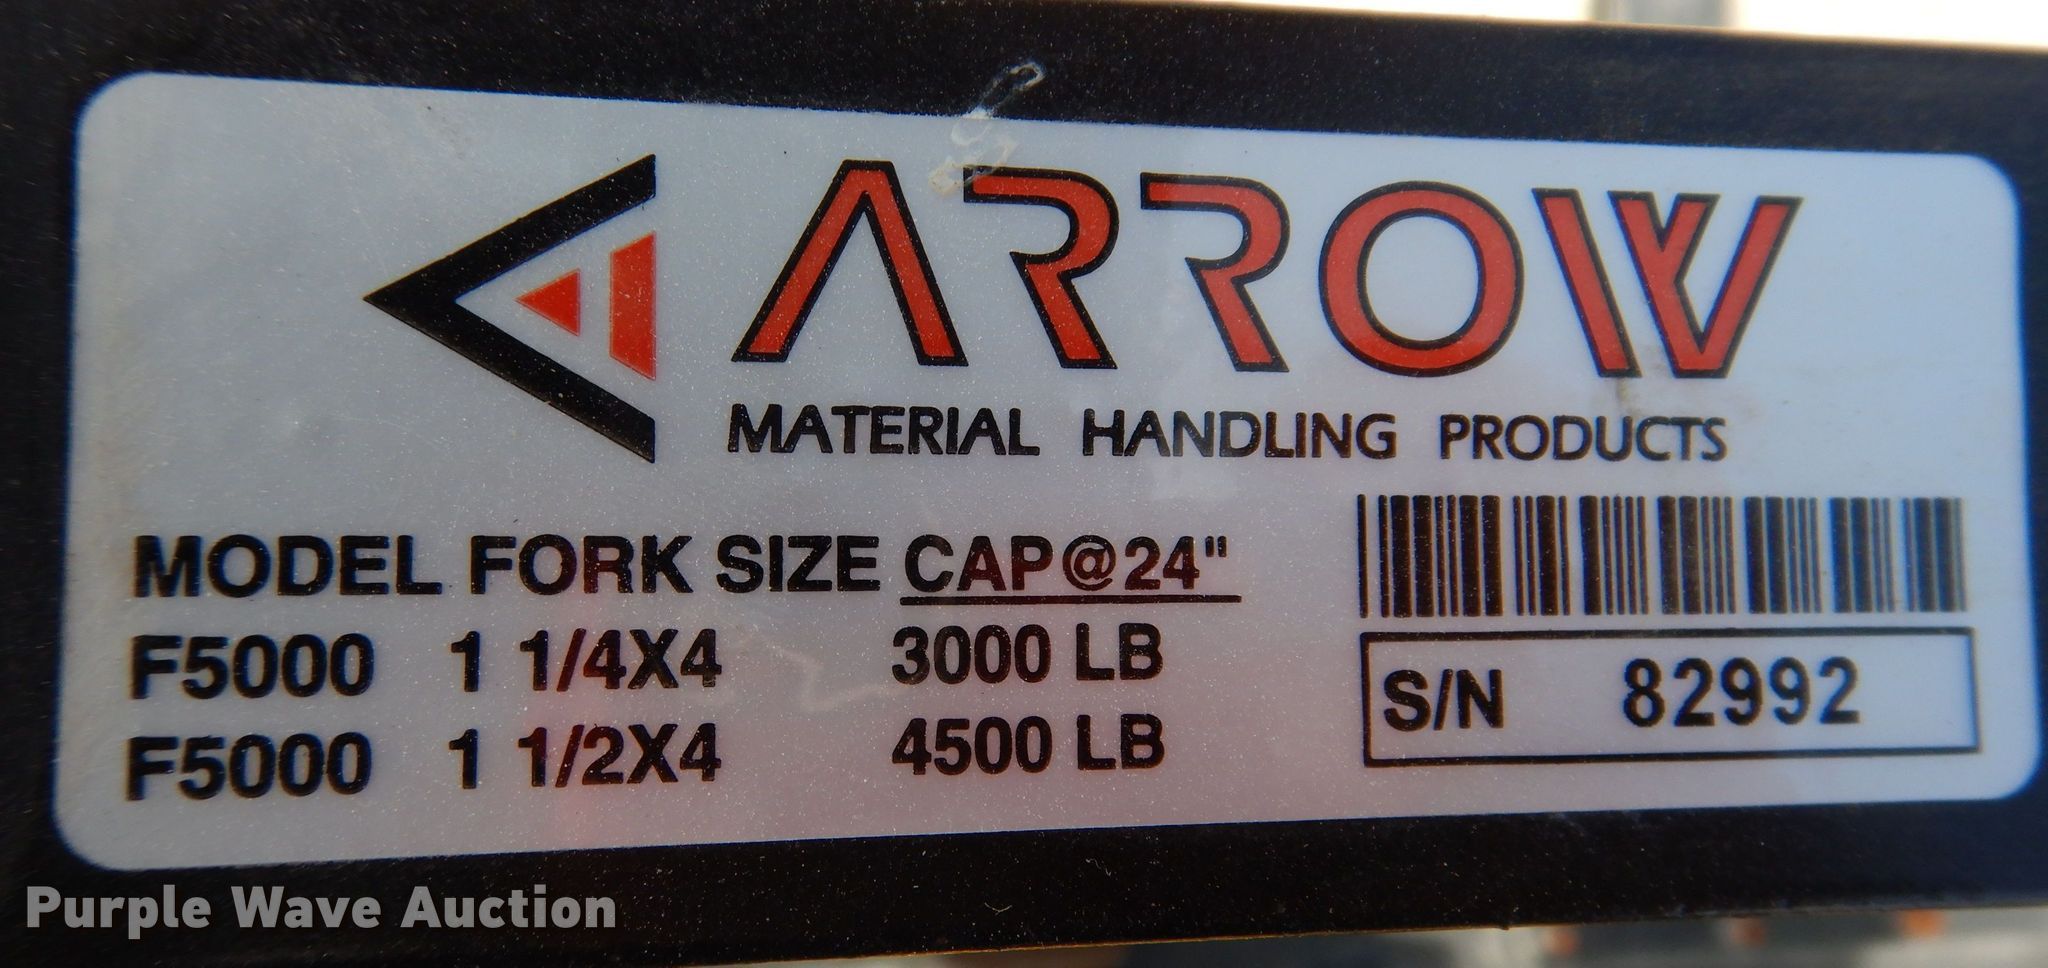 ARROW
MATERIAL HANDLING PRODUCTS
MODEL FORK SIZE CAP@24"
F5000 1 1/4X4 3000 LB
F5000 1 1/2X4 4500 LB
S/N 82992
Purple Wave Auction